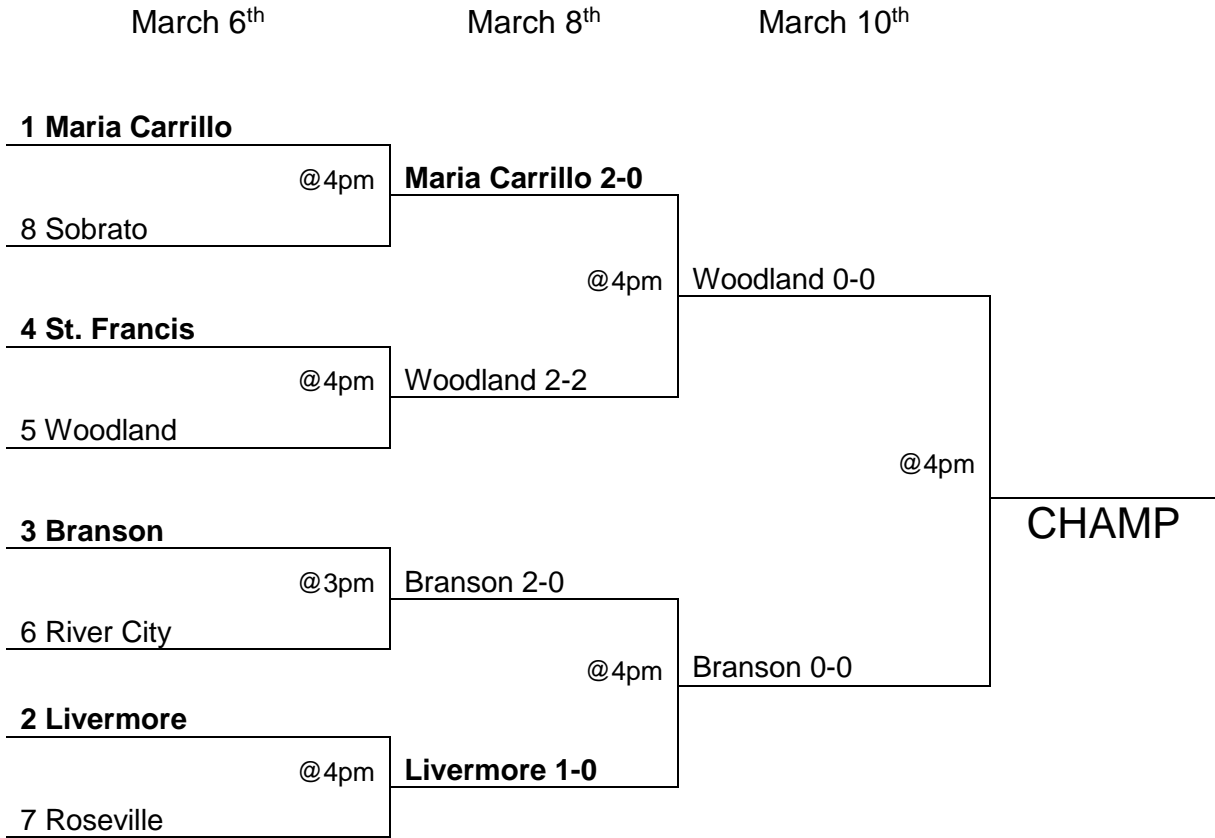 March 6th March 8th March 10th
1 Maria Carrillo
@4pm Maria Carrillo 2-0
8 Sobrato
@4pm Woodland 0-0
4 St. Francis
@4pm Woodland 2-2
5 Woodland
@4pm
CHAMP
3 Branson
@3pm Branson 2-0
6 River City
@4pm Branson 0-0
2 Livermore
@4pm Livermore 1-0
7 Roseville